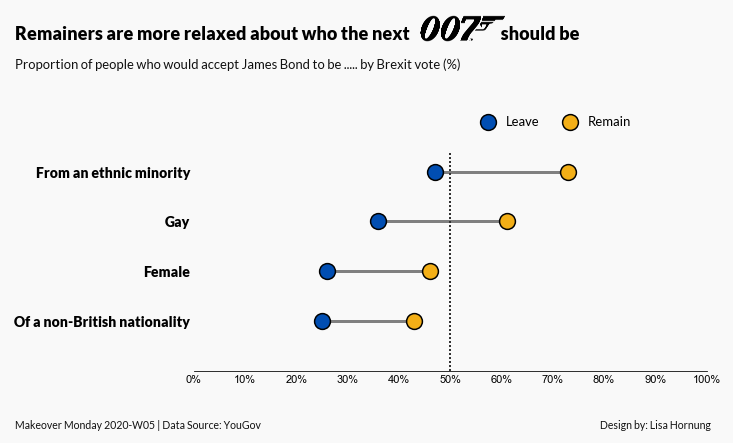 Remainers are more relaxed about who the next 007 should be
Proportion of people who would accept James Bond to be ..... by Brexit vote (%)
Leave Remain
From an ethnic minority
Gay
Female
Of a non-British nationality
0% 10% 20% 30% 40% 50% 60% 70% 80% 90% 100%
Makeover Monday 2020-W05 | Data Source: YouGov Design by: Lisa Hornung